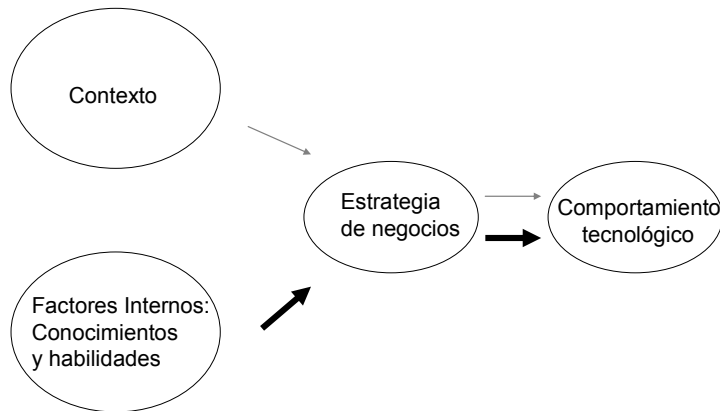 Contexto
Estrategia
de negocios
Comportamiento
tecnológico
Factores Internos:
Conocimientos
y habilidades